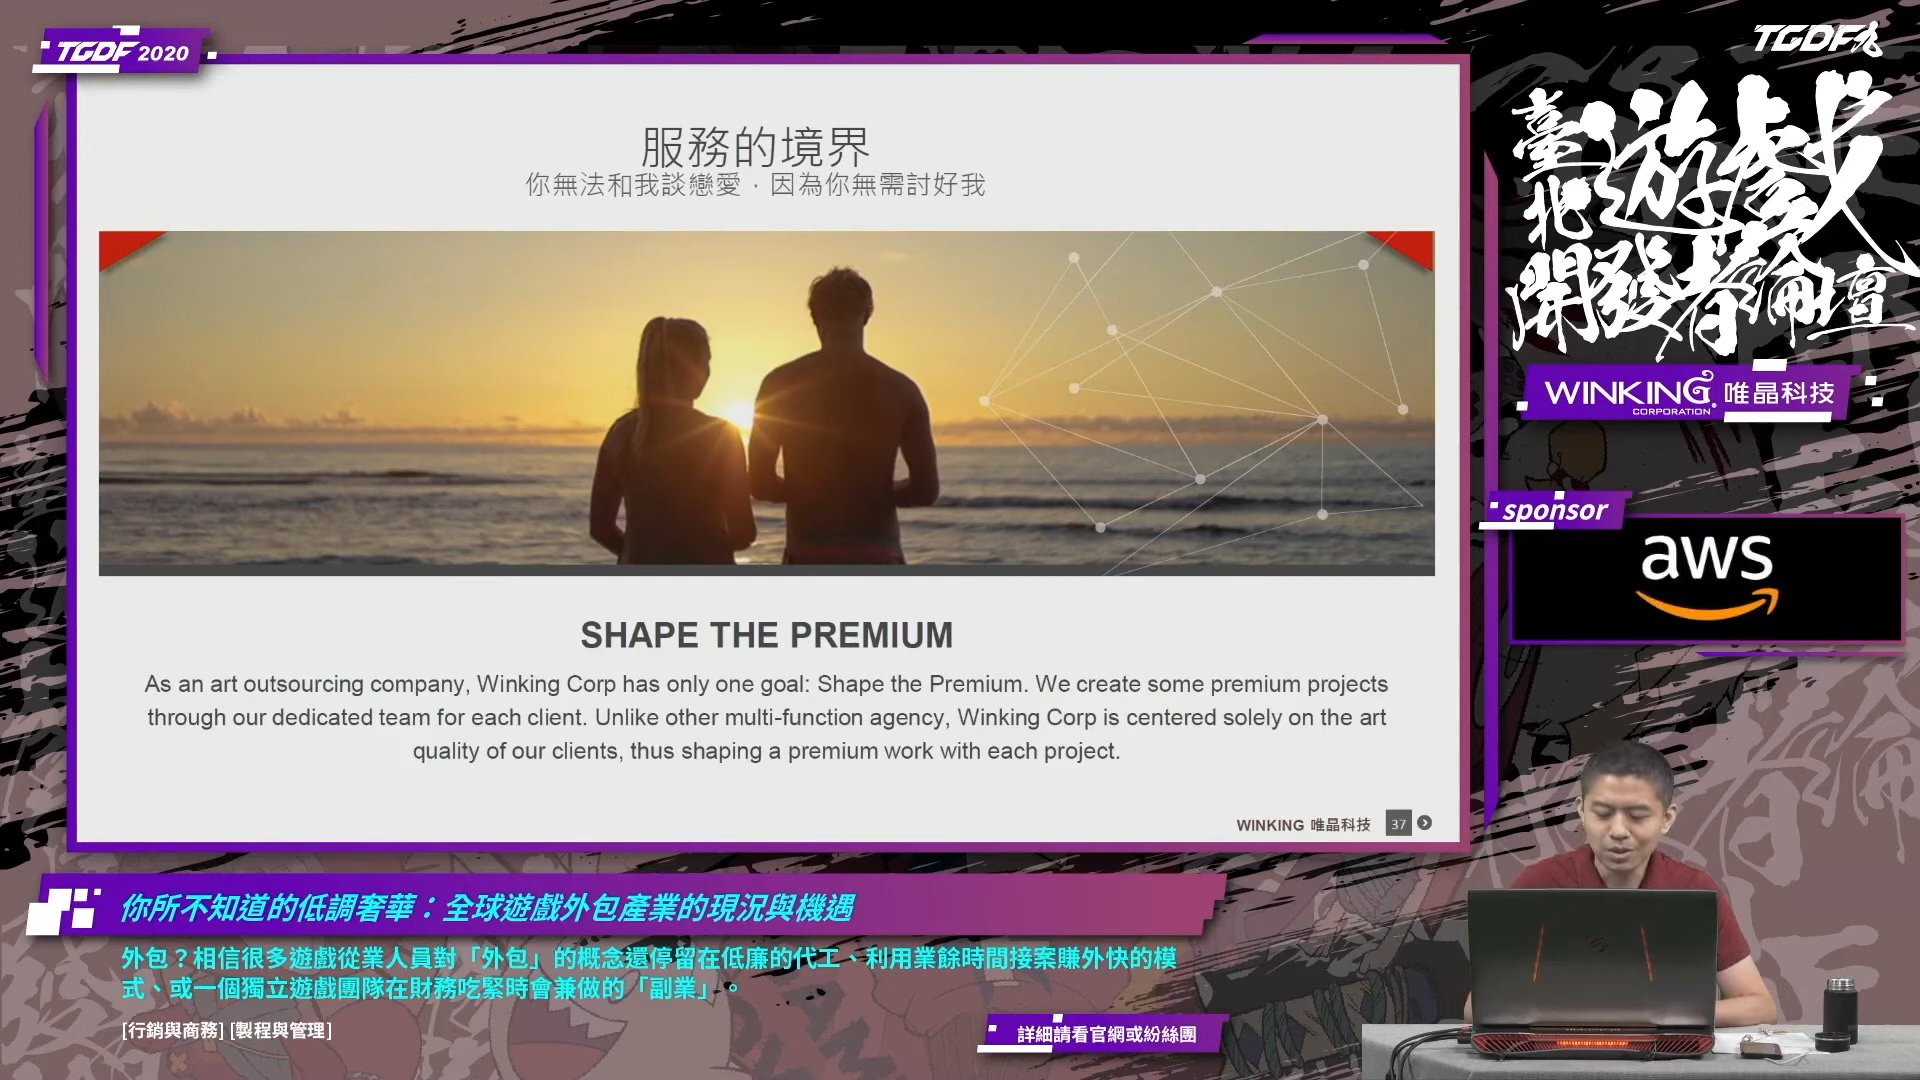 TGDF 2020
服務的境界
你無法和我談戀愛，因為你無需討好我
SHAPE THE PREMIUM
As an art outsourcing company, Winking Corp has only one goal: Shape the Premium. We create some premium projects
through our dedicated team for each client. Unlike other multi-function agency, Winking Corp is centered solely on the art
quality of our clients, thus shaping a premium work with each project.
WINKING 唯晶科技 37
TGDF九
臺北遊戲
開發者論壇
WINKING 唯晶科技
CORPORATION
sponsor
aws
你所不知道的低調奢華：全球遊戲外包產業的現況與機遇
外包？相信很多遊戲從業人員對「外包」的概念還停留在低廉的代工、利用業餘時間接案賺外快的模
式、或一個獨立遊戲團隊在財務吃緊時會兼做的「副業」。
[行銷與商務] [製程與管理]
詳細請看官網或紛絲團